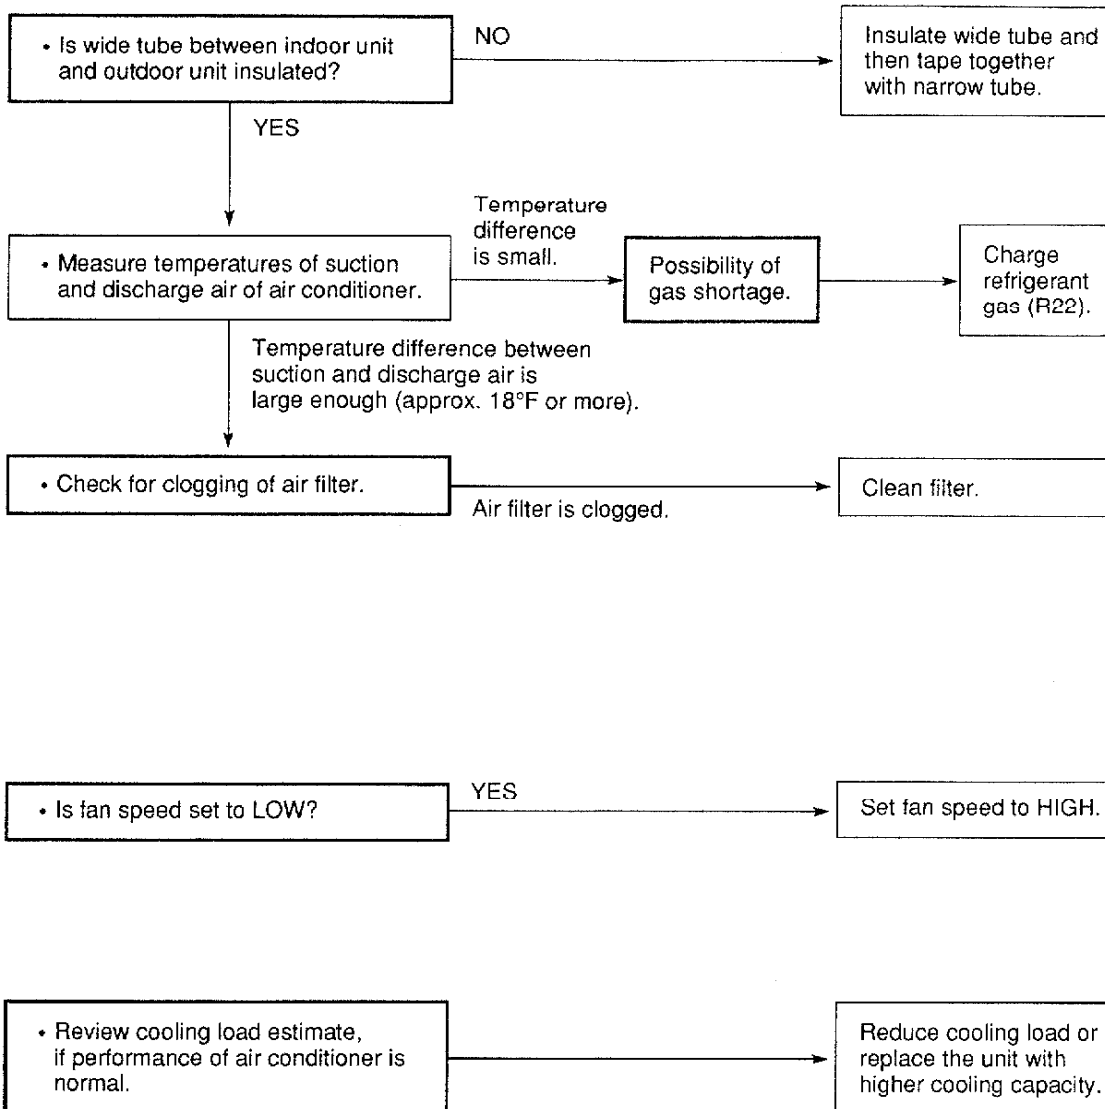 • Is wide tube between indoor unit
and outdoor unit insulated?
NO
Insulate wide tube and
then tape together
with narrow tube.
YES
Temperature
difference
is small.
• Measure temperatures of suction
and discharge air of air conditioner.
Possibility of
gas shortage.
Charge
refrigerant
gas (R22).
Temperature difference between
suction and discharge air is
large enough (approx. 18°F or more).
• Check for clogging of air filter.
Air filter is clogged.
Clean filter.
• Is fan speed set to LOW?
YES
Set fan speed to HIGH.
• Review cooling load estimate,
if performance of air conditioner is
normal.
Reduce cooling load or
replace the unit with
higher cooling capacity.